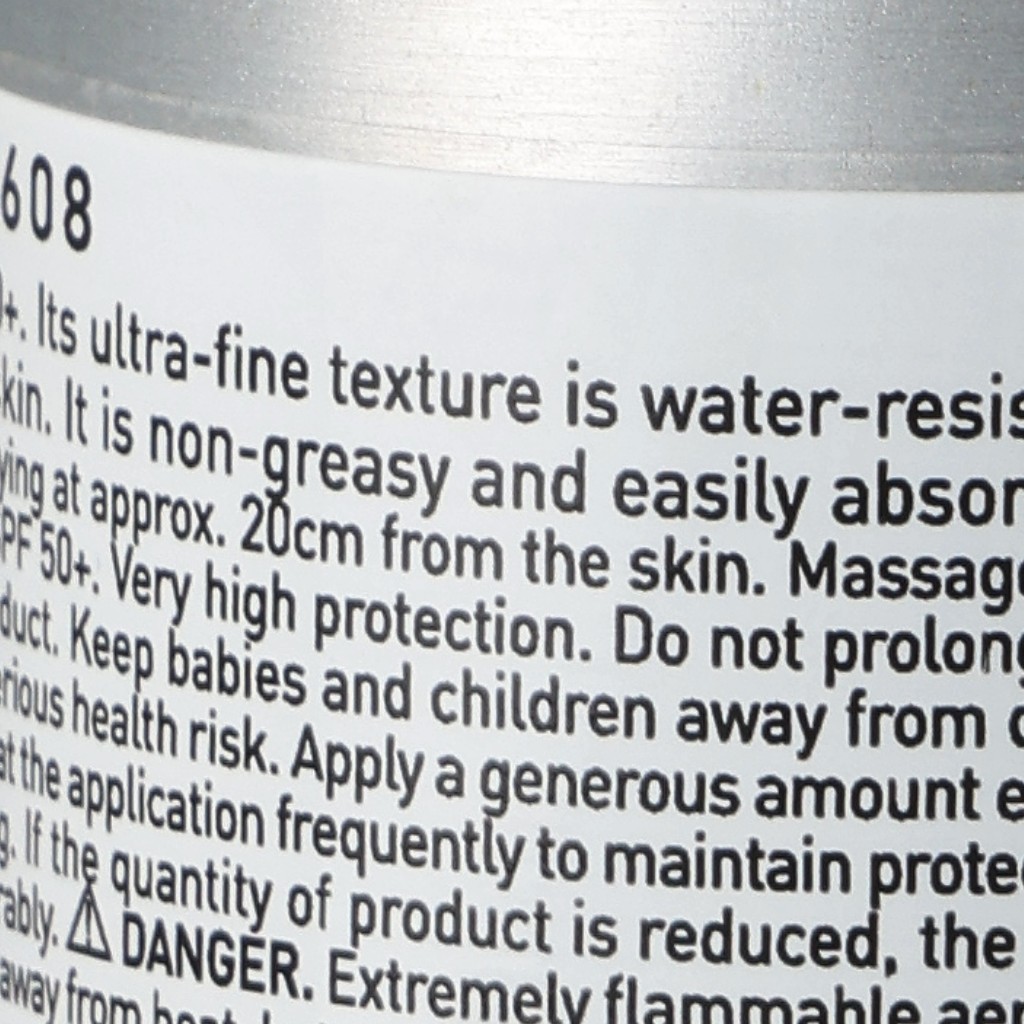 608
+. Its ultra-fine texture is water-resis
kin. It is non-greasy and easily absor
ying at approx. 20cm from the skin. Massag
PF 50+. Very high protection. Do not prolong
duct. Keep babies and children away from
rious health risk. Apply a generous amount e
at the application frequently to maintain prote
g. If the quantity of product is reduced, the
rably. ⚠ DANGER. Extremely flammable aer
away from